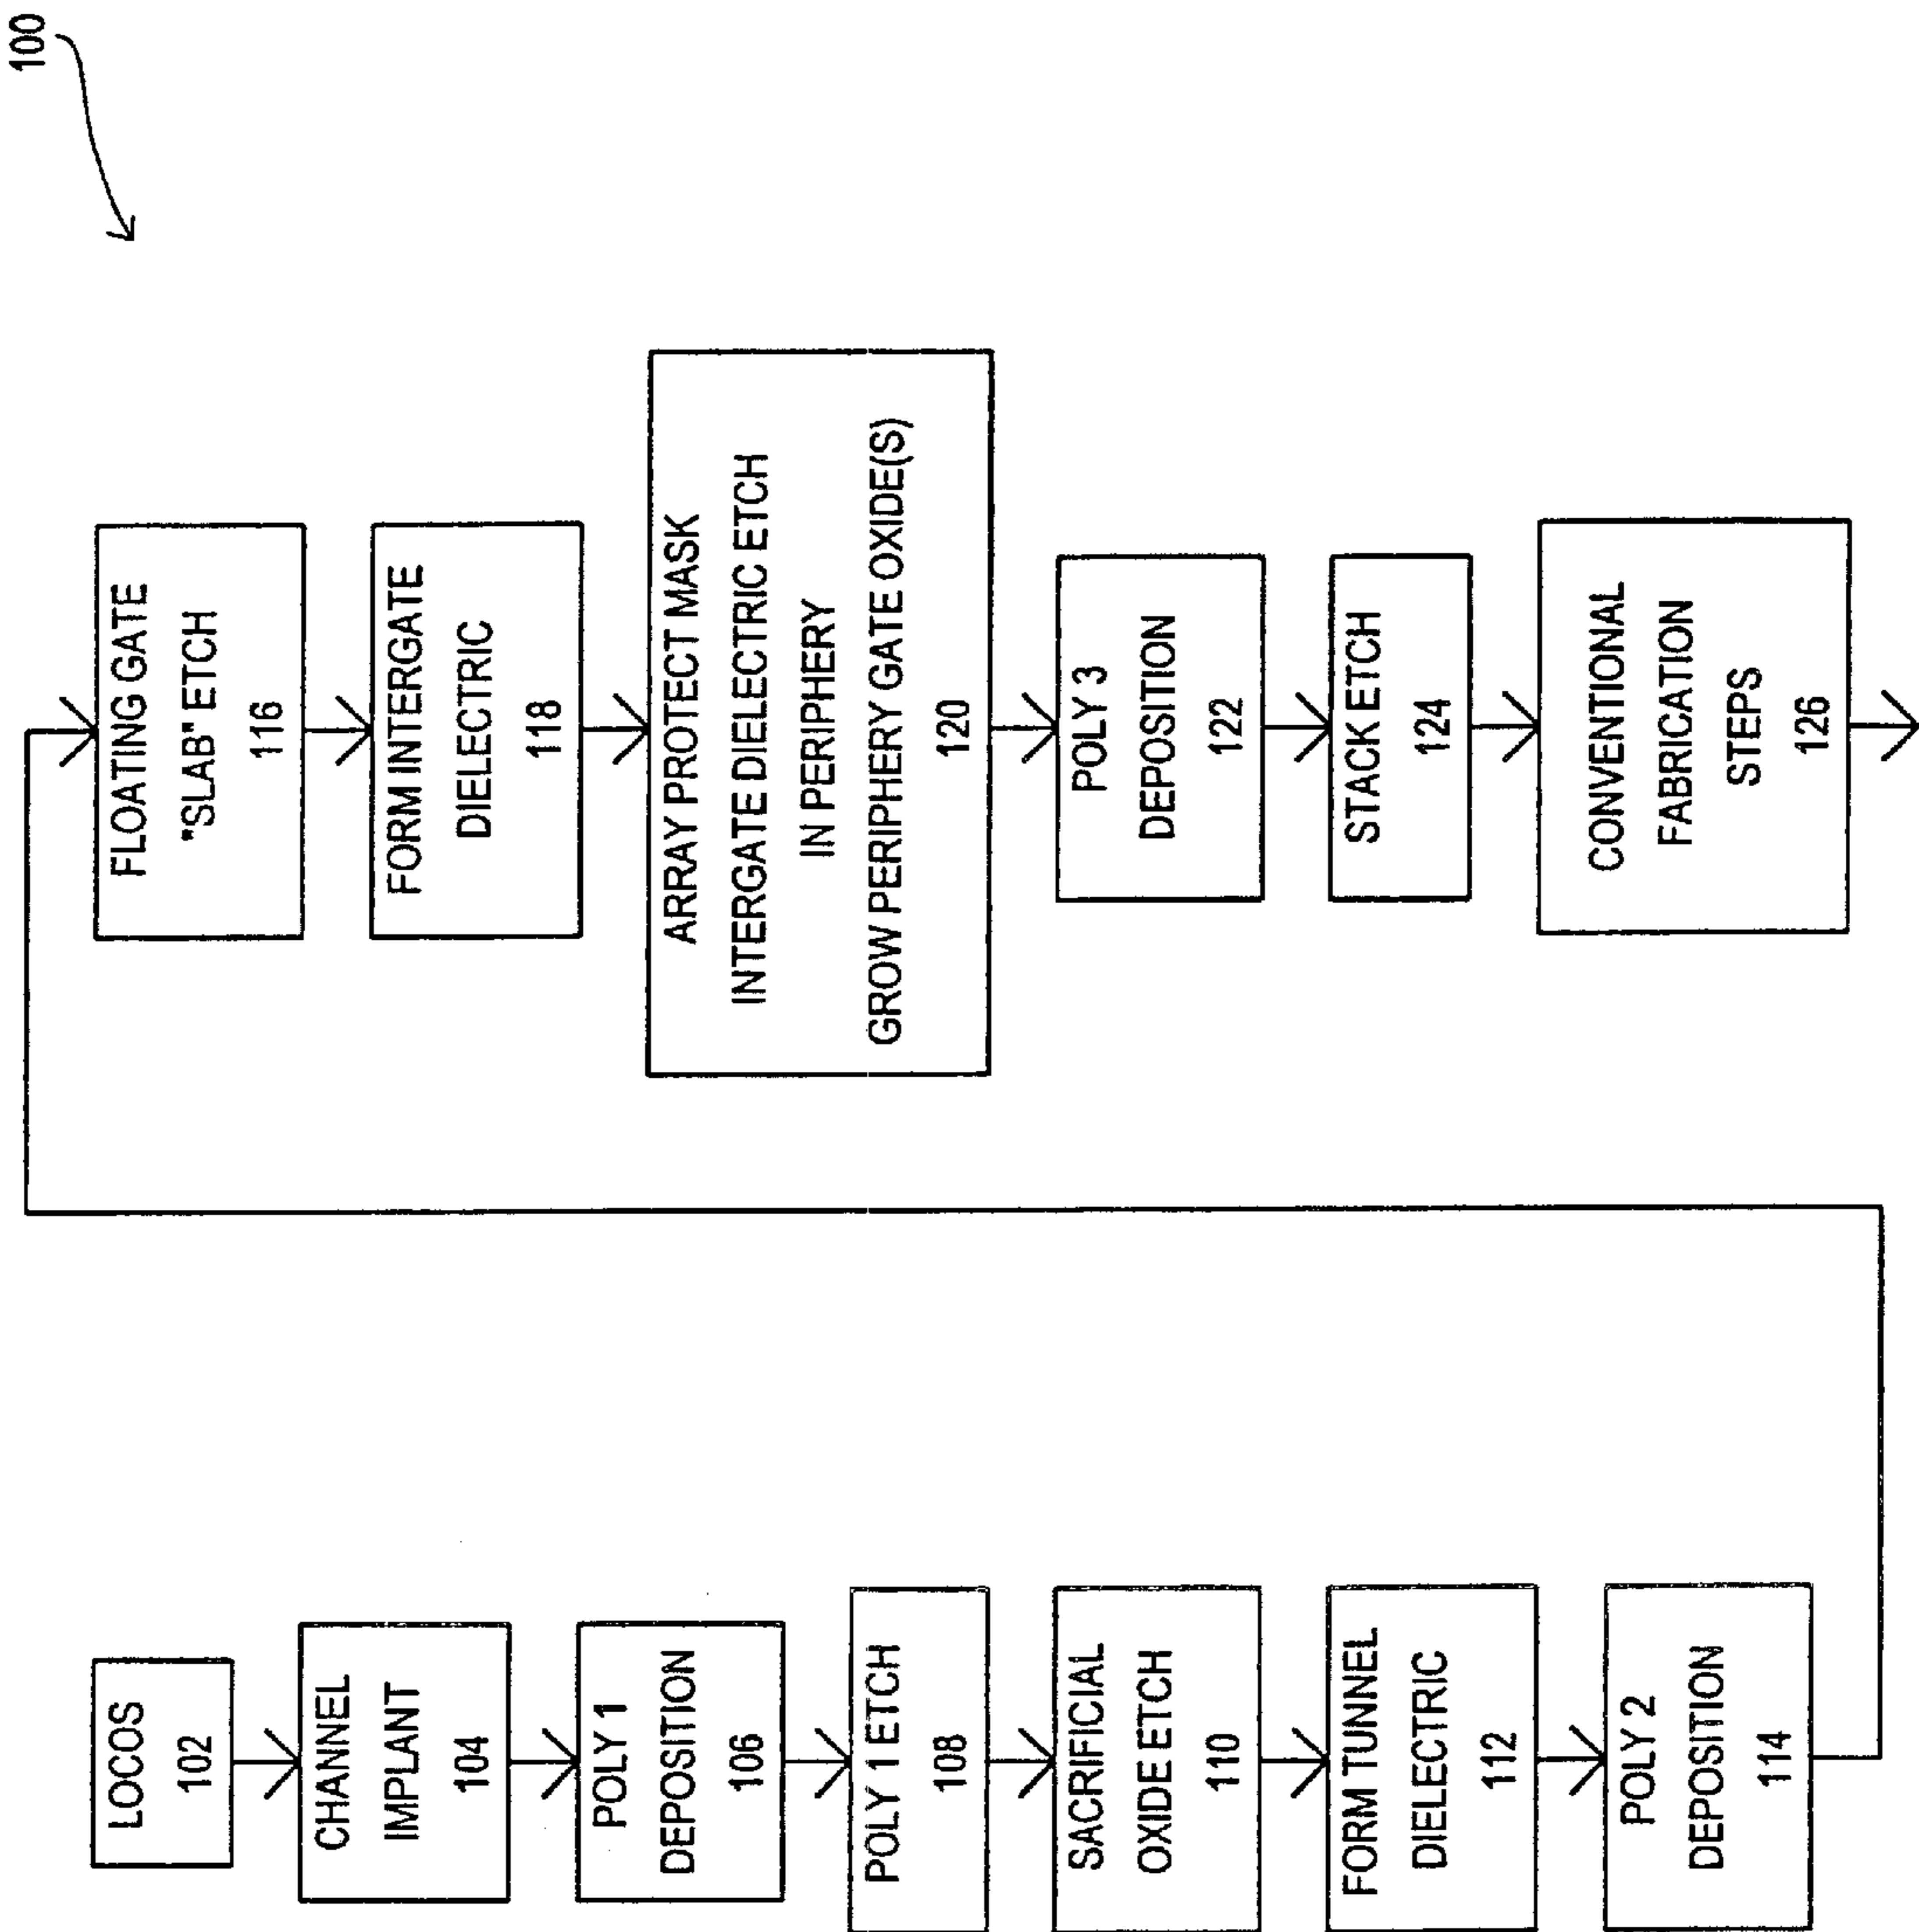 100
LOCOS
102
CHANNEL
IMPLANT
104
POLY 1
DEPOSITION
106
POLY 1 ETCH
108
SACRIFICIAL
OXIDE ETCH
110
FORM TUNNEL
DIELECTRIC
112
POLY 2
DEPOSITION
114
FLOATING GATE
"SLAB" ETCH
116
FORM INTERGATE
DIELECTRIC
118
ARRAY PROTECT MASK
INTERGATE DIELECTRIC ETCH
IN PERIPHERY
GROW PERIPHERY GATE OXIDE(S)
120
POLY 3
DEPOSITION
122
STACK ETCH
124
CONVENTIONAL
FABRICATION
STEPS
126